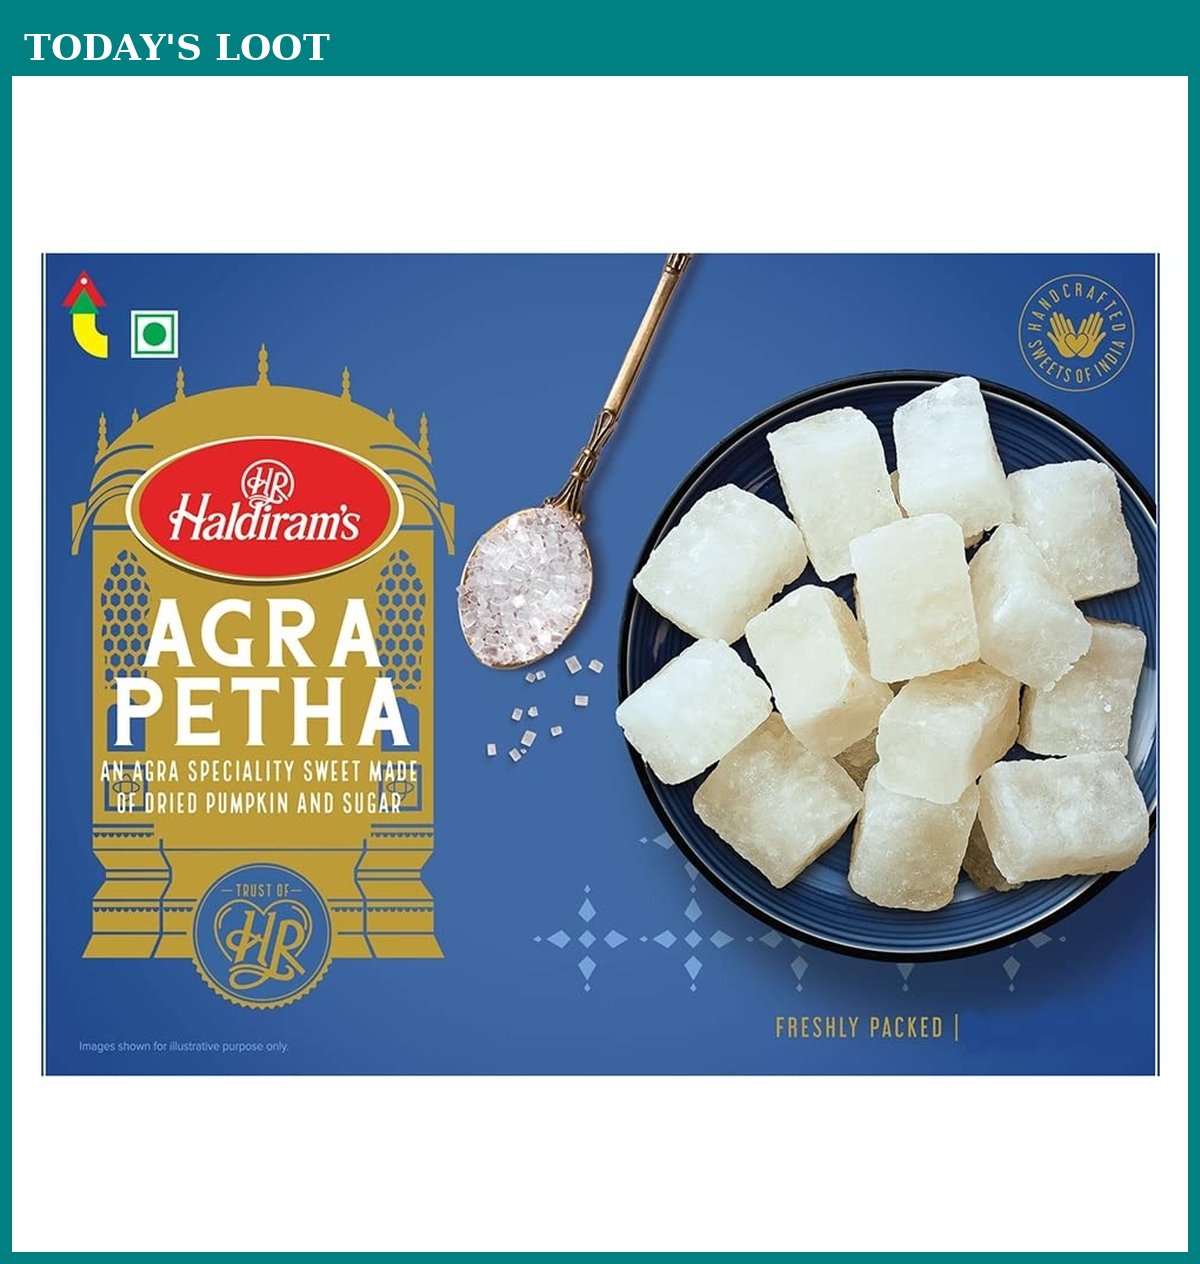 TODAY'S LOOT
HANDCRAFTED
SWEETS OF INDIA
HR
Haldiram's
AGRA
PETHA
AN AGRA SPECIALITY SWEET MADE
OF DRIED PUMPKIN AND SUGAR
TRUST OF
HR
FRESHLY PACKED |
Images shown for illustrative purpose only.